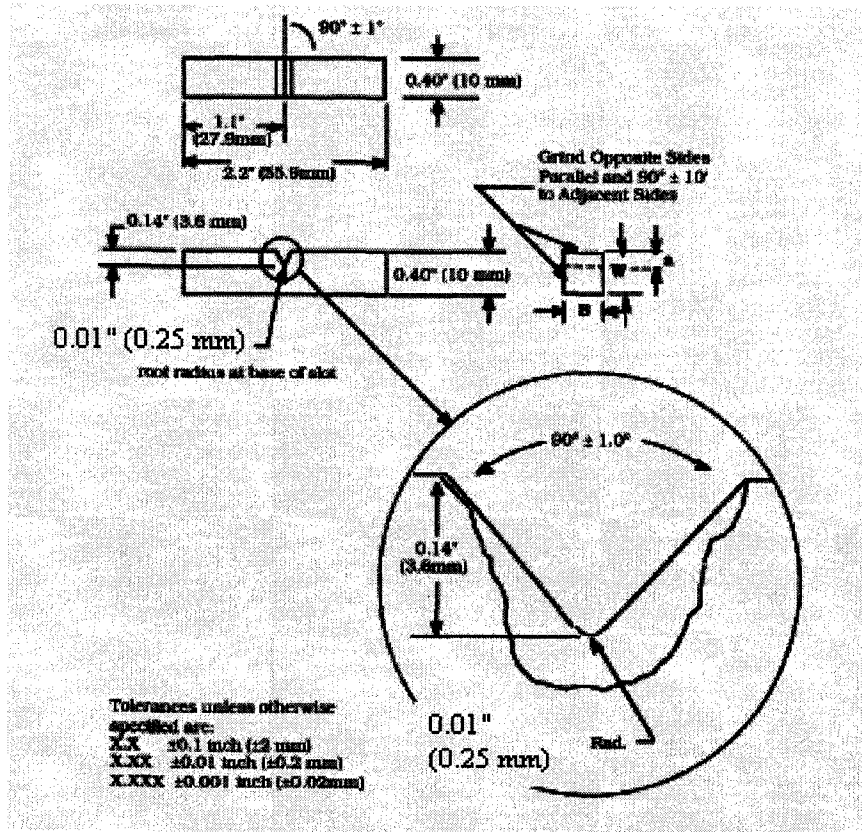 90° ± 1°
0.40" (10 mm)
1.1"
(27.9mm)
2.2" (55.9mm)
Grind Opposite Sides
Parallel and 90° ± 10'
to Adjacent Sides
0.14" (3.6 mm)
0.40" (10 mm)
W
a
B
0.01" (0.25 mm)
root radius at base of slot
90° ± 1.0°
0.14"
(3.6mm)
Tolerances unless otherwise
specified are:
X.X ±0.1 inch (±2 mm)
X.XX ±0.01 inch (±0.2 mm)
X.XXX ±0.001 inch (±0.02mm)
0.01"
(0.25 mm)
Rad.